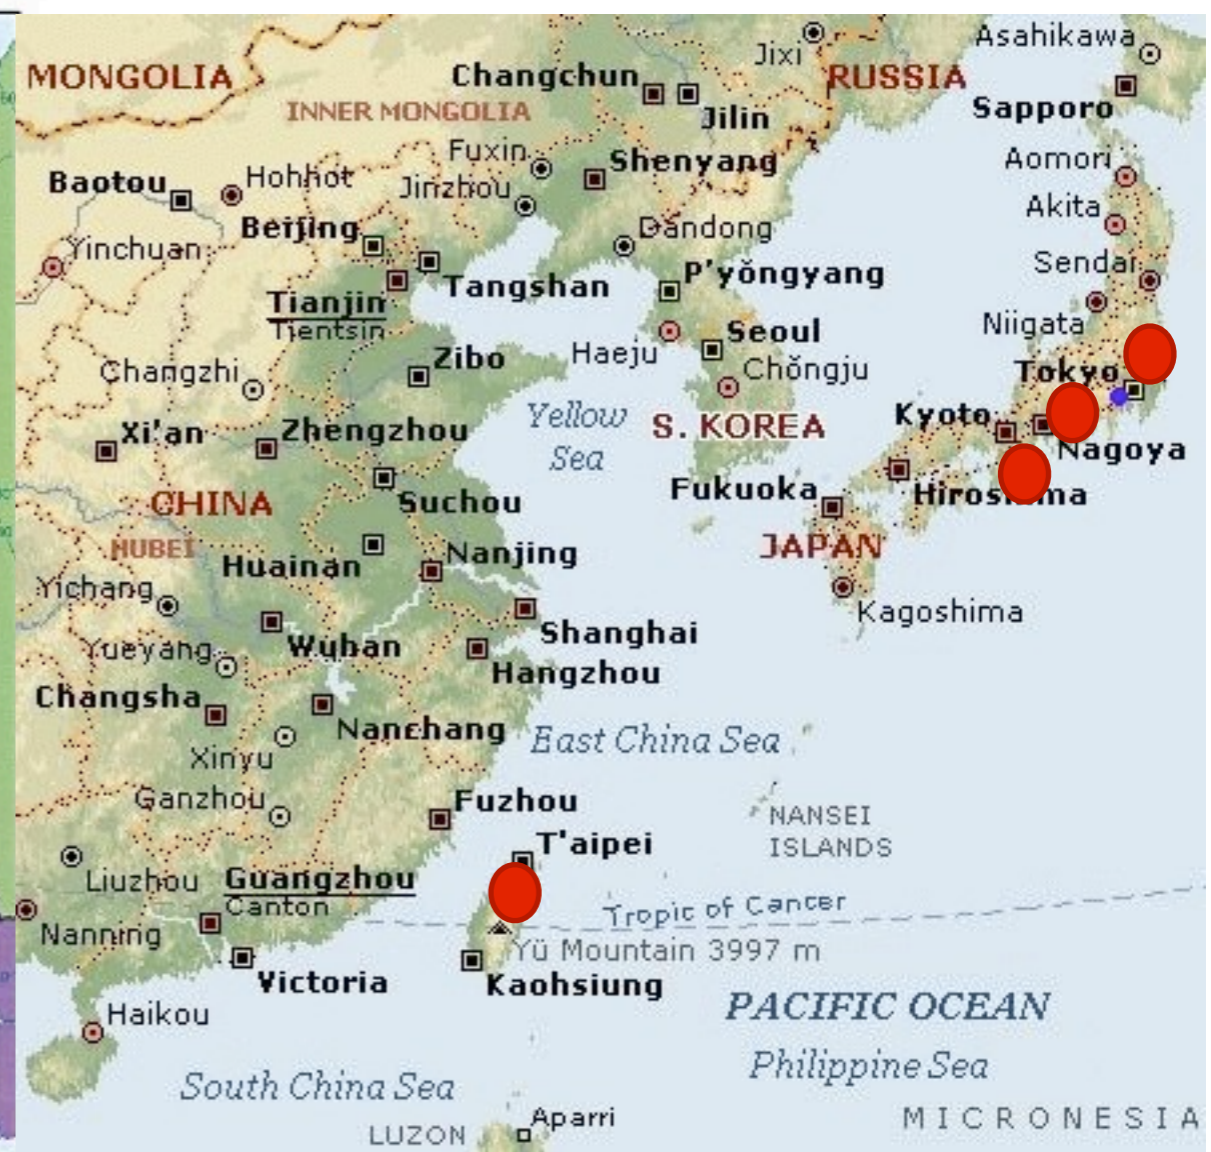 Asahikawa
Jixi
MONGOLIA
Changchun
RUSSIA
INNER MONGOLIA
Sapporo
Jilin
Fuxin
Shenyang
Aomori
Baotou
Hohhot
Jinzhou
Akita
Beijing
Dandong
Yinchuan
Sendai
P'yŏngyang
Tangshan
Tianjin
Tientsin
Niigata
Seoul
Haeju
Zibo
Chŏngju
Changzhi
Tokyo
Yellow
Sea
S. KOREA
Kyoto
Xi'an
Zhengzhou
Nagoya
Fukuoka
CHINA
Suchou
JAPAN
HUBEI
Nanjing
Huainan
Yichang
Kagoshima
Shanghai
Wuhan
Yueyang
Hangzhou
Changsha
Nanchang
East China Sea
Xinyu
Ganzhou
Fuzhou
NANSEI
ISLANDS
T'aipei
Liuzhou
Guangzhou
Canton
Tropic of Cancer
Nanning
Yü Mountain 3997 m
Victoria
Kaohsiung
PACIFIC OCEAN
Haikou
Philippine Sea
South China Sea
Aparri
MICRONESIA
LUZON